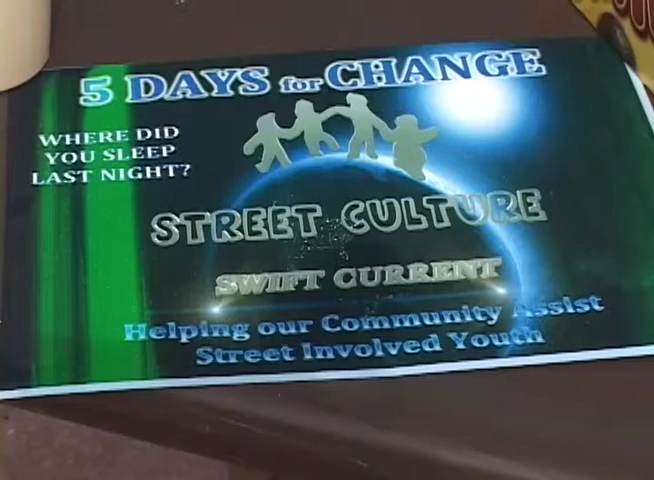 5 DAYS for CHANGE
WHERE DID
YOU SLEEP
LAST NIGHT?
STREET CULTURE
SWIFT CURRENT
Helping our Community Assist
Street Involved Youth